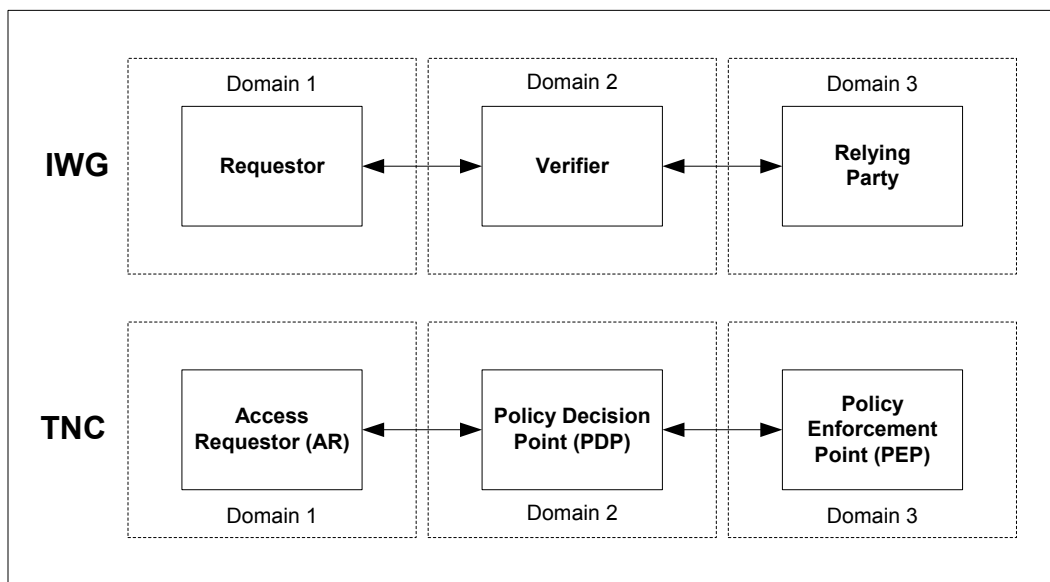 Domain 1
Domain 2
Domain 3
IWG
Requestor
Verifier
Relying
Party
TNC
Access
Requestor (AR)
Policy Decision
Point (PDP)
Policy
Enforcement
Point (PEP)
Domain 1
Domain 2
Domain 3